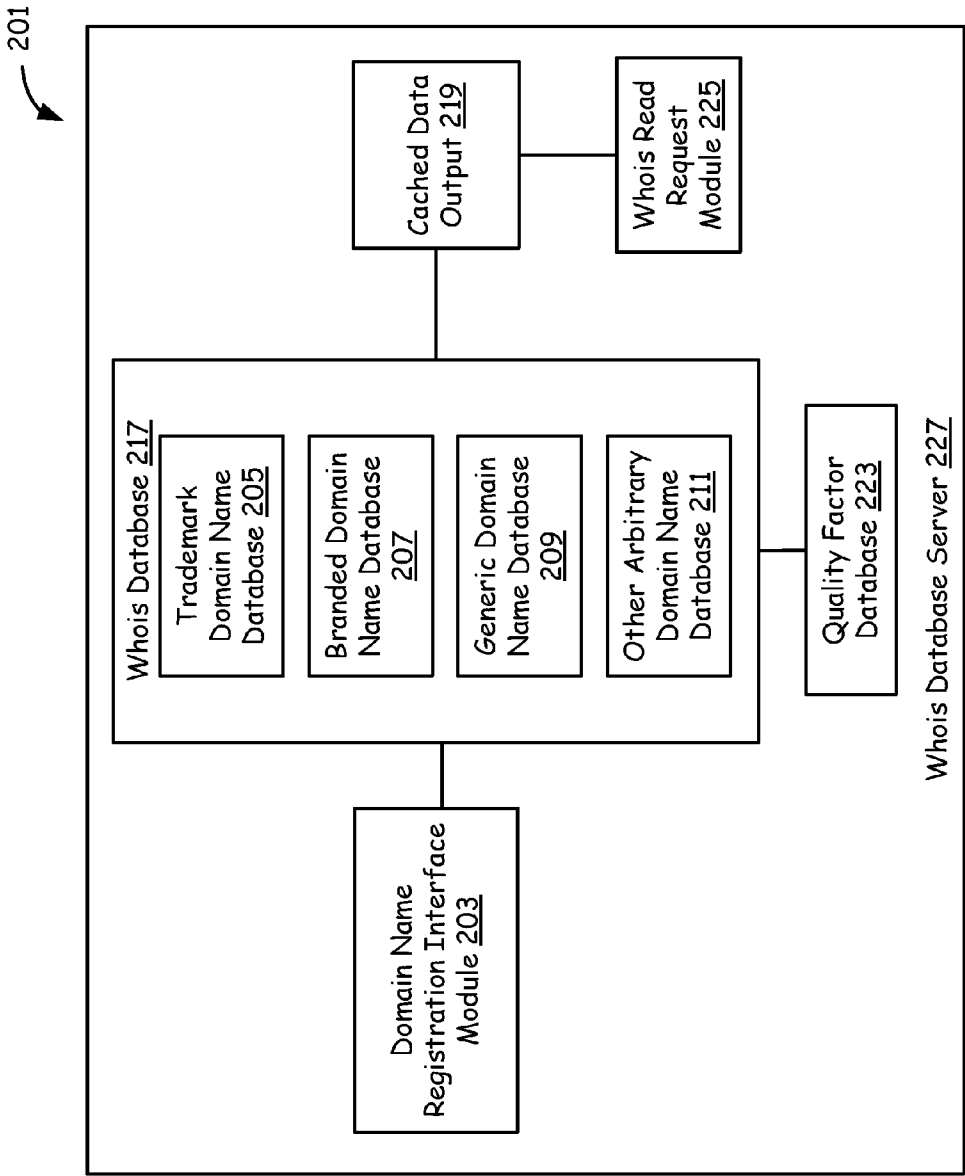 201
Whois Database 217
Trademark
Domain Name
Database 205
Branded Domain
Name Database
207
Generic Domain
Name Database
209
Other Arbitrary
Domain Name
Database 211
Domain Name
Registration Interface
Module 203
Cached Data
Output 219
Whois Read
Request
Module 225
Quality Factor
Database 223
Whois Database Server 227